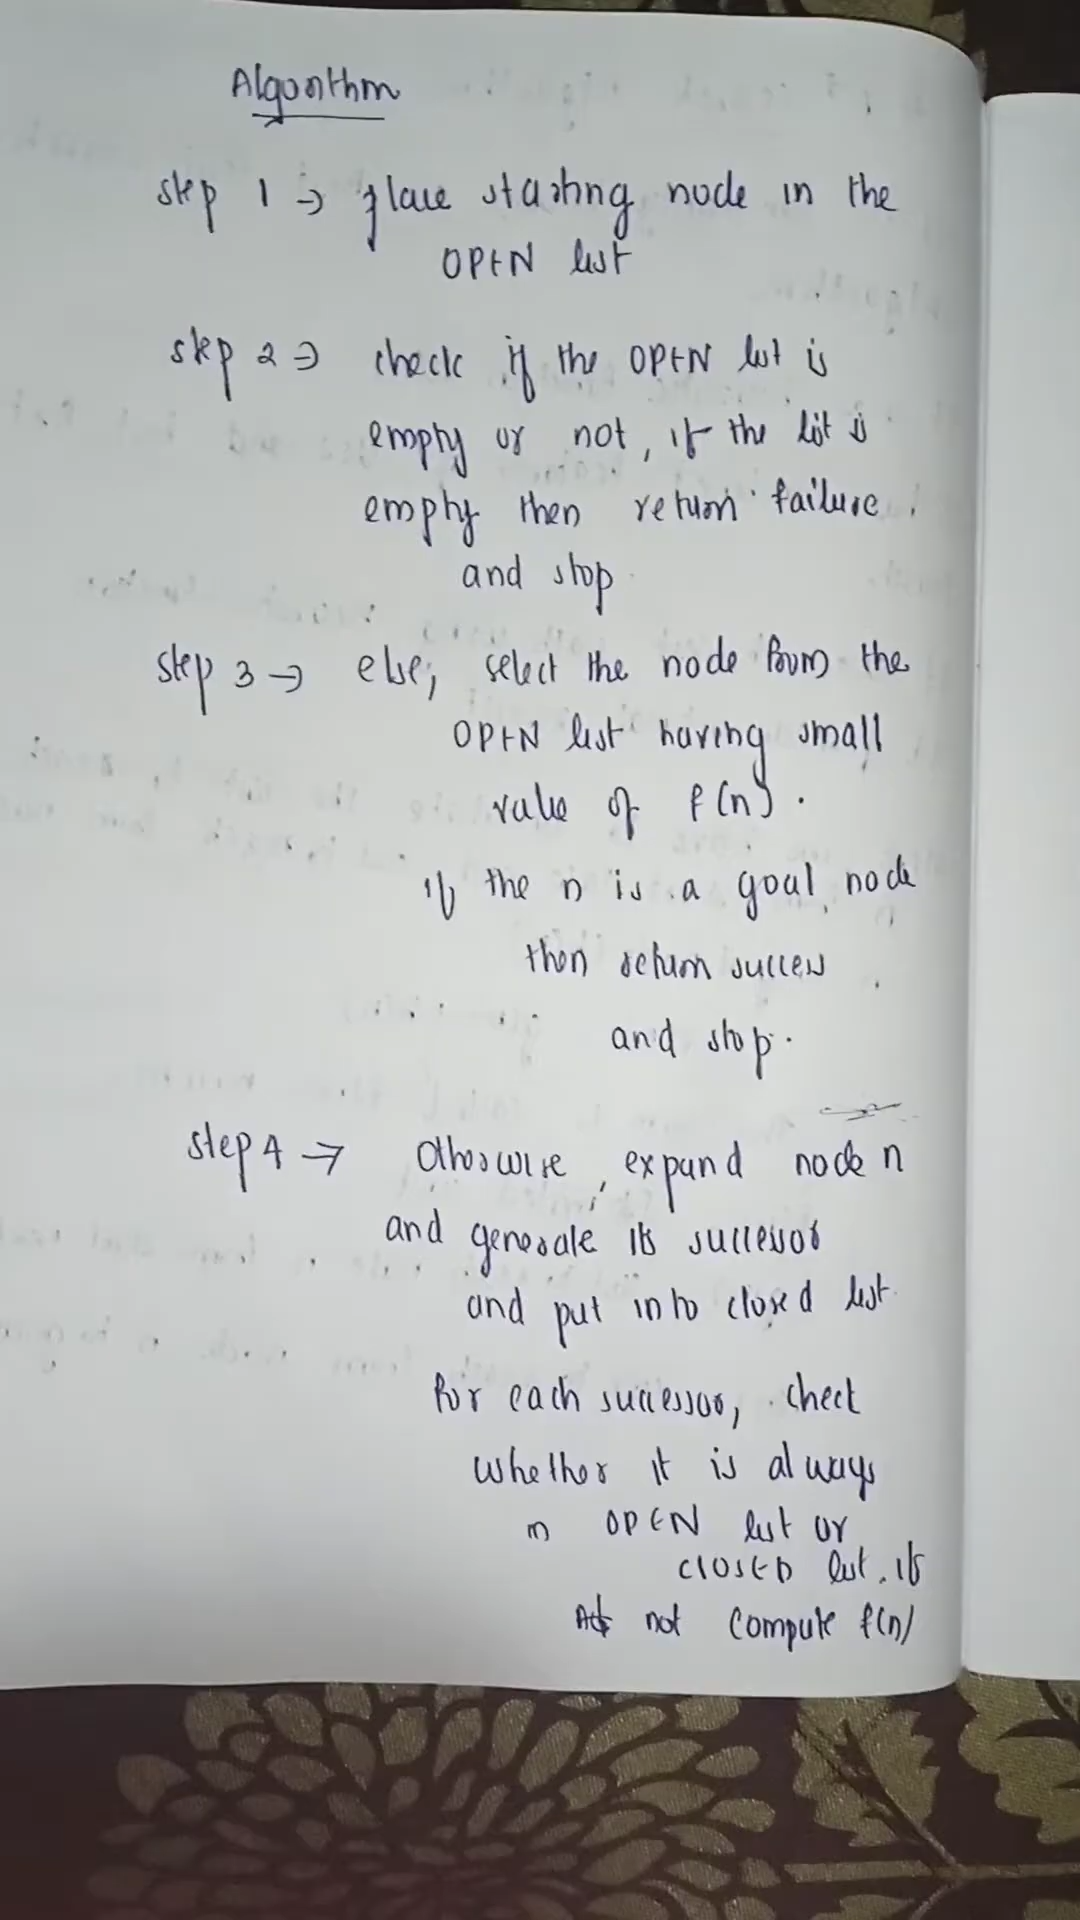 Algorithm
step 1 → place starting node in the
OPEN list
step 2 → check if the OPEN list is
empty or not, if the list is
empty then return failure
and stop
step 3 → else, select the node from the
OPEN list having small
value of f(n).
if the n is a goal node
then return success
and stop.
step 4 → Otherwise, expand node n
and generate its successor
and put into closed list
for each successor, check
whether it is always
in OPEN list or
CLOSED list. if
not compute f(n)